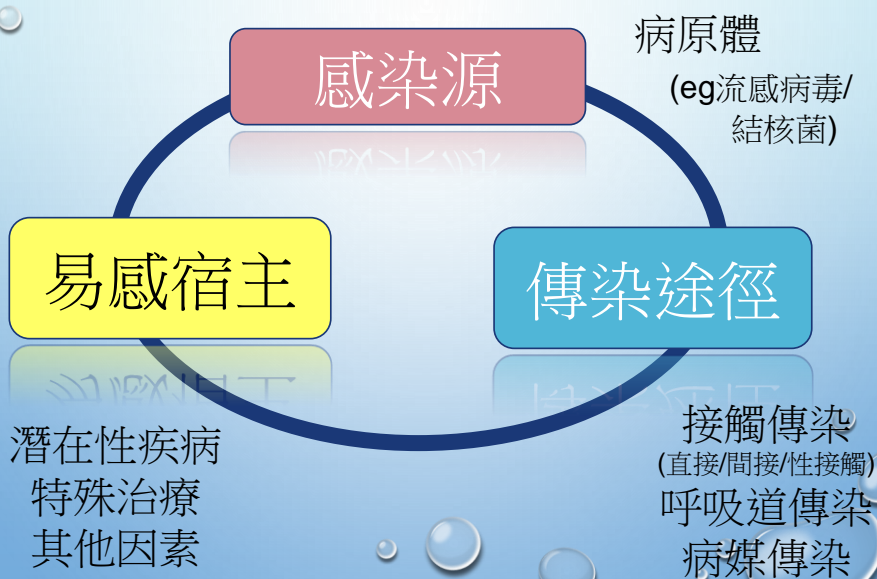 感染源
病原體
(eg流感病毒/
結核菌)
易感宿主
傳染途徑
潛在性疾病
特殊治療
其他因素
接觸傳染
(直接/間接/性接觸)
呼吸道傳染
病媒傳染